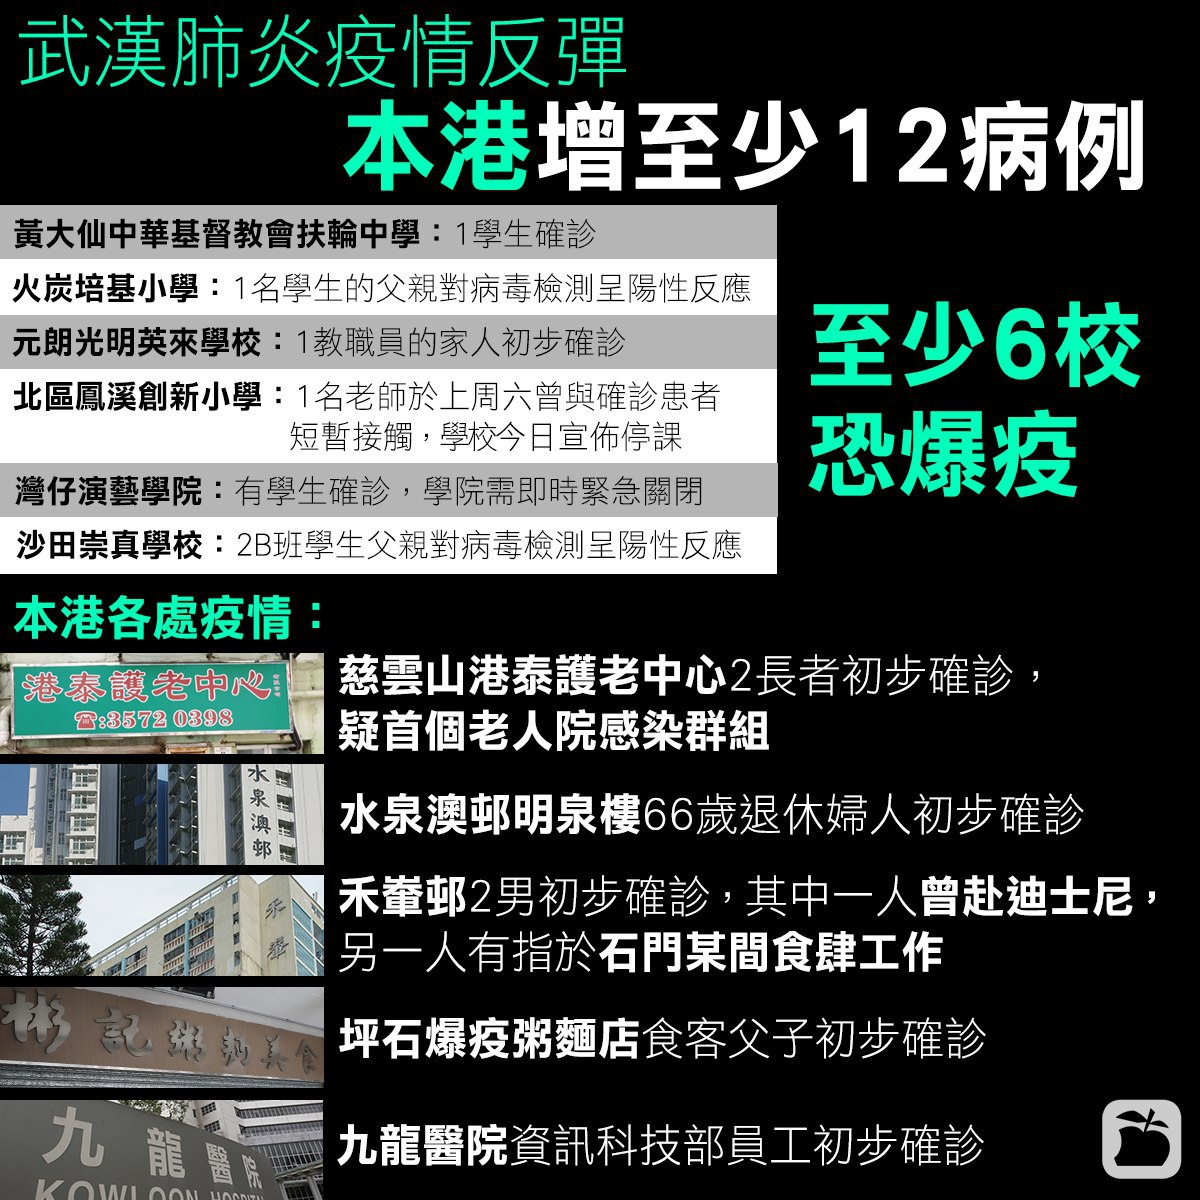 武漢肺炎疫情反彈
本港增至少12病例
黃大仙中華基督教會扶輪中學：1學生確診
火炭培基小學：1名學生的父親對病毒檢測呈陽性反應
元朗光明英來學校：1教職員的家人初步確診
北區鳳溪創新小學：1名老師於上周六曾與確診患者
短暫接觸，學校今日宣佈停課
灣仔演藝學院：有學生確診，學院需即時緊急關閉
沙田崇真學校：2B班學生父親對病毒檢測呈陽性反應
至少6校
恐爆疫
本港各處疫情：
港泰護老中心
☎:3572 0398
慈雲山港泰護老中心2長者初步確診，
疑首個老人院感染群組
水泉澳邨
水泉澳邨明泉樓66歲退休婦人初步確診
禾輋
禾輋邨2男初步確診，其中一人曾赴迪士尼，
另一人有指於石門某間食肆工作
彬記粥麪美食
坪石爆疫粥麵店食客父子初步確診
九龍醫院
KOWLOON HOSPITAL
九龍醫院資訊科技部員工初步確診